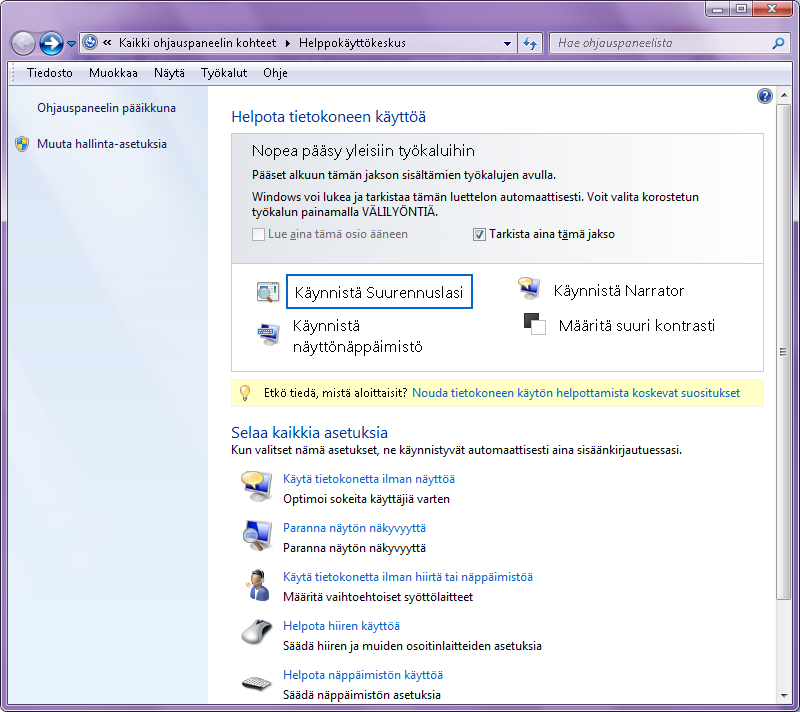 « Kaikki ohjauspaneelin kohteet ▸ Helppokäyttökeskus
Hae ohjauspaneelista
Tiedosto Muokkaa Näytä Työkalut Ohje
Ohjauspaneelin pääikkuna
Muuta hallinta-asetuksia
Helpota tietokoneen käyttöä
Nopea pääsy yleisiin työkaluihin
Pääset alkuun tämän jakson sisältämien työkalujen avulla.
Windows voi lukea ja tarkistaa tämän luettelon automaattisesti. Voit valita korostetun
työkalun painamalla VÄLILYÖNTIÄ.
Lue aina tämä osio ääneen
Tarkista aina tämä jakso
Käynnistä Suurennuslasi
Käynnistä Narrator
Käynnistä
näyttönäppäimistö
Määritä suuri kontrasti
Etkö tiedä, mistä aloittaisit? Nouda tietokoneen käytön helpottamista koskevat suositukset
Selaa kaikkia asetuksia
Kun valitset nämä asetukset, ne käynnistyvät automaattisesti aina sisäänkirjautuessasi.
Käytä tietokonetta ilman näyttöä
Optimoi sokeita käyttäjiä varten
Paranna näytön näkyvyyttä
Paranna näytön näkyvyyttä
Käytä tietokonetta ilman hiirtä tai näppäimistöä
Määritä vaihtoehtoiset syöttölaitteet
Helpota hiiren käyttöä
Säädä hiiren ja muiden osoitinlaitteiden asetuksia
Helpota näppäimistön käyttöä
Säädä näppäimistön asetuksia